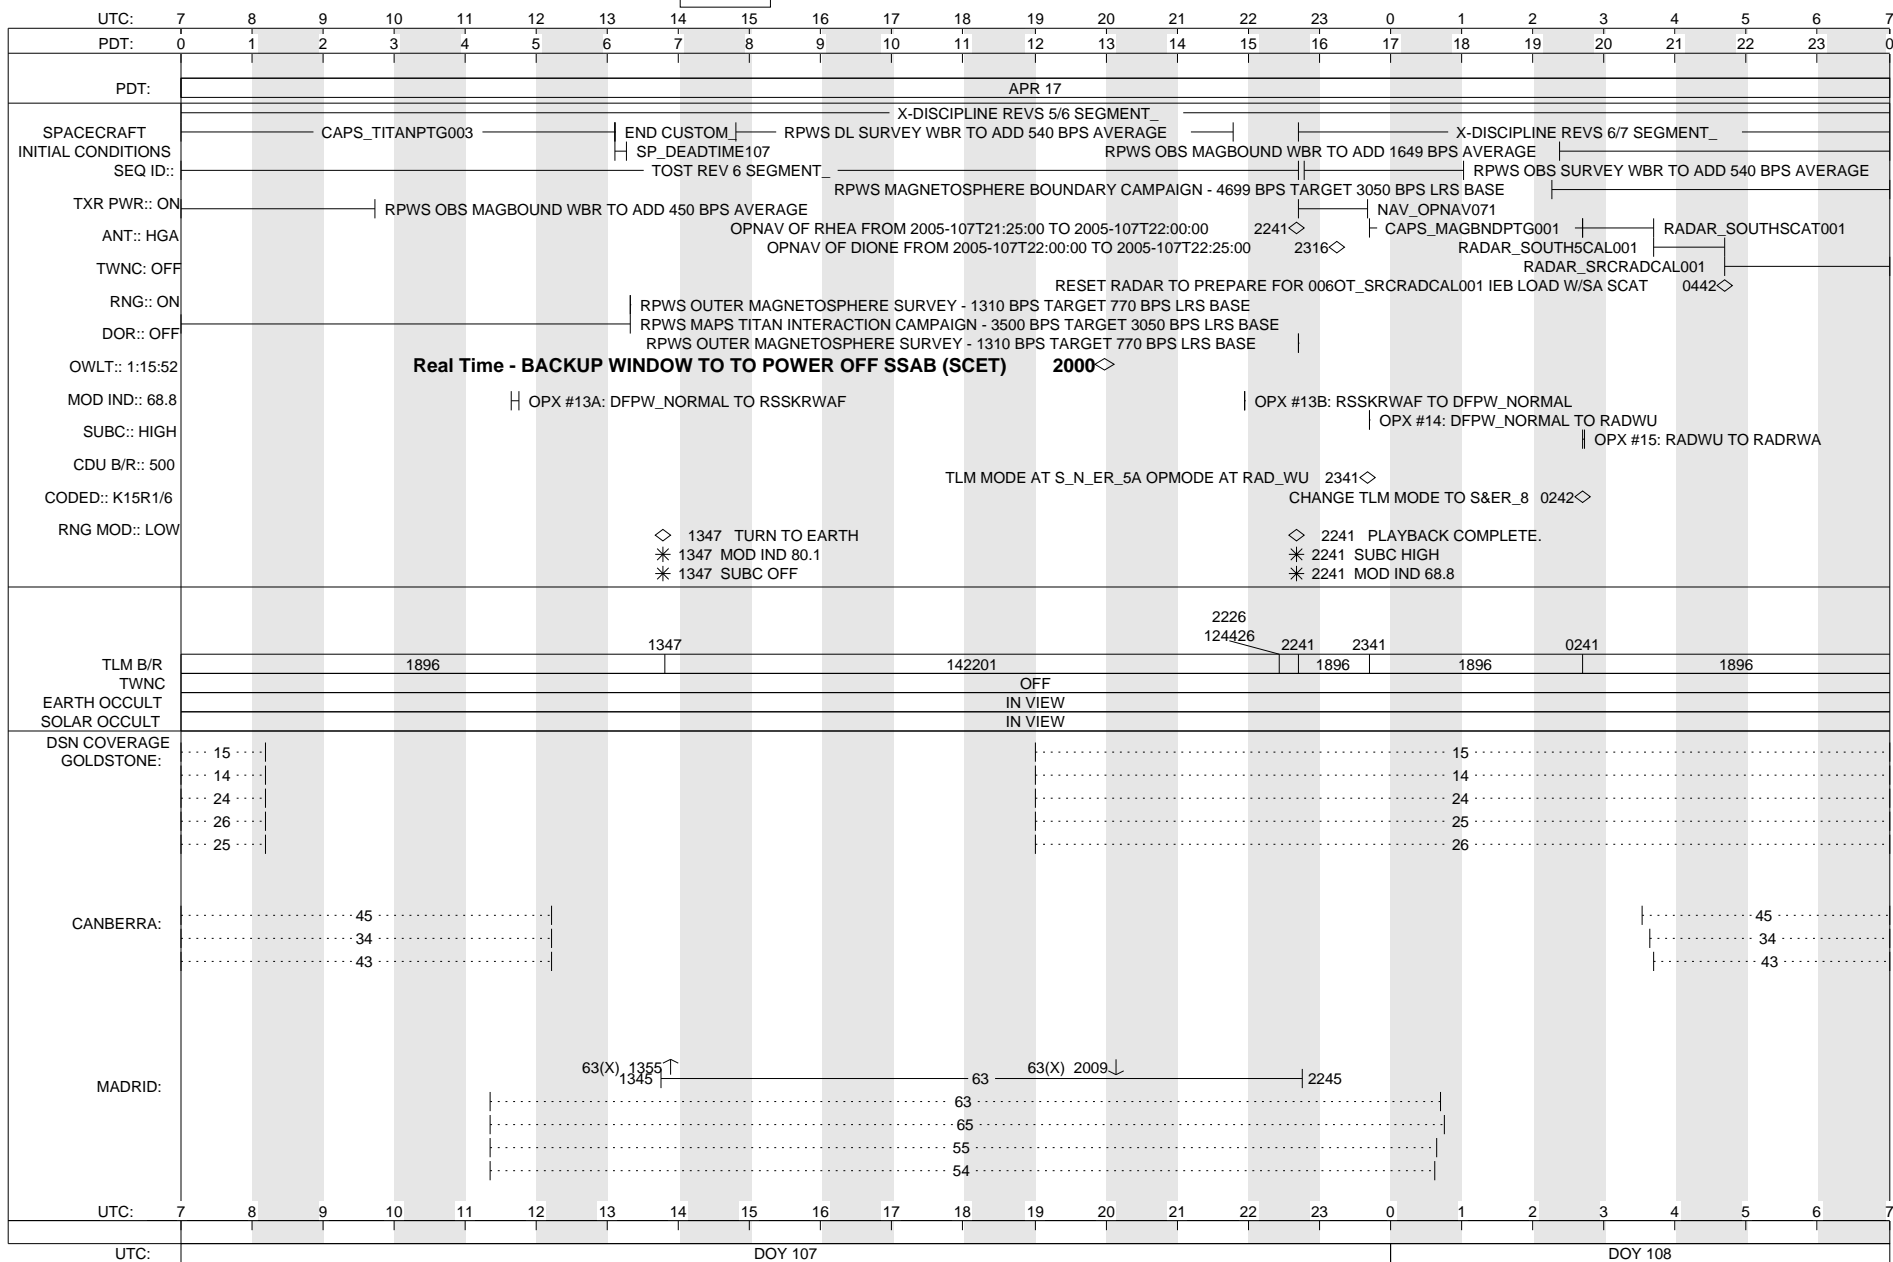 UTC: 7 8 9 10 11 12 13 14 15 16 17 18 19 20 21 22 23 0 1 2 3 4 5 6 7
PDT: 0 1 2 3 4 5 6 7 8 9 10 11 12 13 14 15 16 17 18 19 20 21 22 23 0
PDT: APR 17
X-DISCIPLINE REVS 5/6 SEGMENT_
SPACECRAFT CAPS_TITANPTG003 END CUSTOM_ RPWS DL SURVEY WBR TO ADD 540 BPS AVERAGE X-DISCIPLINE REVS 6/7 SEGMENT_
INITIAL CONDITIONS SP_DEADTIME107 RPWS OBS MAGBOUND WBR TO ADD 1649 BPS AVERAGE
SEQ ID:: TOST REV 6 SEGMENT_ RPWS OBS SURVEY WBR TO ADD 540 BPS AVERAGE
RPWS MAGNETOSPHERE BOUNDARY CAMPAIGN - 4699 BPS TARGET 3050 BPS LRS BASE
TXR PWR:: ON RPWS OBS MAGBOUND WBR TO ADD 450 BPS AVERAGE NAV_OPNAV071
OPNAV OF RHEA FROM 2005-107T21:25:00 TO 2005-107T22:00:00 2241 CAPS_MAGBNDPTG001 RADAR_SOUTHSCAT001
ANT:: HGA
OPNAV OF DIONE FROM 2005-107T22:00:00 TO 2005-107T22:25:00 2316 RADAR_SOUTH5CAL001
TWNC: OFF RADAR_SRCRADCAL001
RESET RADAR TO PREPARE FOR 006OT_SRCRADCAL001 IEB LOAD W/SA SCAT 0442
RNG:: ON RPWS OUTER MAGNETOSPHERE SURVEY - 1310 BPS TARGET 770 BPS LRS BASE
RPWS MAPS TITAN INTERACTION CAMPAIGN - 3500 BPS TARGET 3050 BPS LRS BASE
DOR:: OFF
RPWS OUTER MAGNETOSPHERE SURVEY - 1310 BPS TARGET 770 BPS LRS BASE
OWLT:: 1:15:52 Real Time - BACKUP WINDOW TO TO POWER OFF SSAB (SCET) 2000
MOD IND:: 68.8 OPX #13A: DFPW_NORMAL TO RSSKRWAF OPX #13B: RSSKRWAF TO DFPW_NORMAL
OPX #14: DFPW_NORMAL TO RADWU
SUBC:: HIGH
OPX #15: RADWU TO RADRWA
CDU B/R:: 500
TLM MODE AT S_N_ER_5A OPMODE AT RAD_WU 2341
CODED:: K15R1/6 CHANGE TLM MODE TO S&ER_8 0242
RNG MOD:: LOW 1347 TURN TO EARTH 2241 PLAYBACK COMPLETE.
1347 MOD IND 80.1 2241 SUBC HIGH
1347 SUBC OFF 2241 MOD IND 68.8
2226
124426
1347 2241 2341 0241
TLM B/R 1896 142201 1896 1896 1896
TWNC OFF
EARTH OCCULT IN VIEW
SOLAR OCCULT IN VIEW
DSN COVERAGE
GOLDSTONE: 15 15
14 14
24 24
26 25
25 26
CANBERRA: 45 45
34 34
43 43
63(X) 1355 63(X) 2009
MADRID: 1345 63 2245
63
65
55
54
UTC: 7 8 9 10 11 12 13 14 15 16 17 18 19 20 21 22 23 0 1 2 3 4 5 6 7
UTC: DOY 107 DOY 108